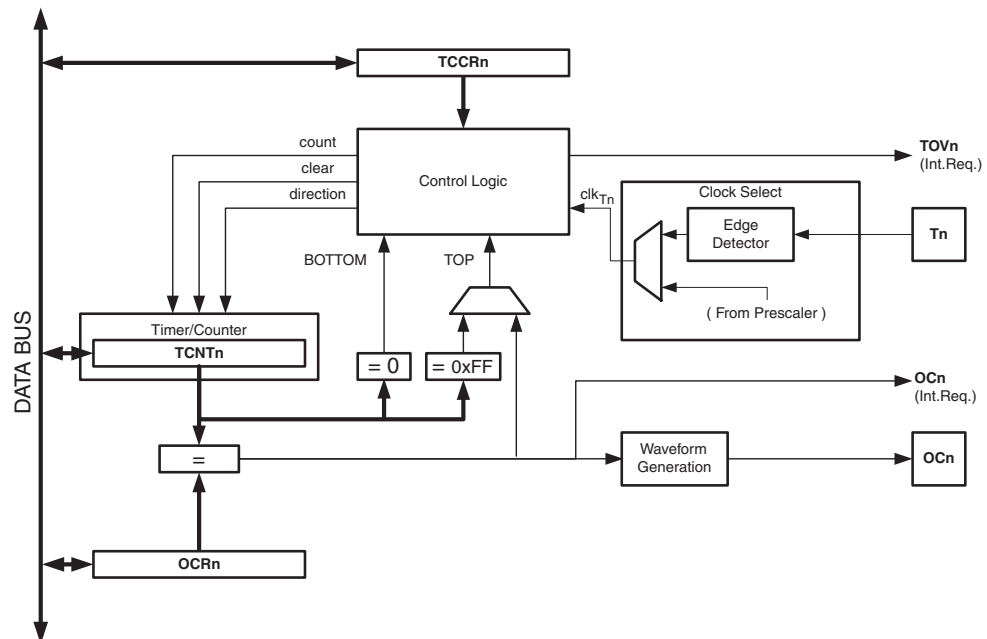 TCCRn
count
clear
direction
Control Logic
TOVn
(Int.Req.)
clkTn
Clock Select
Edge
Detector
Tn
( From Prescaler )
BOTTOM
TOP
Timer/Counter
TCNTn
= 0
= 0xFF
DATA BUS
OCn
(Int.Req.)
=
Waveform
Generation
OCn
OCRn